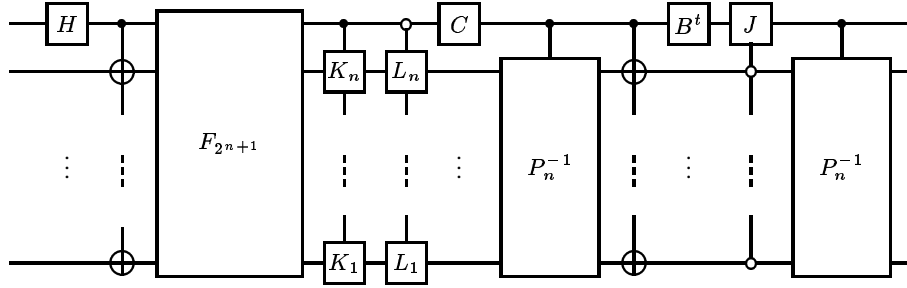 H K_n L_n C B^t J
F_{2^n+1} P_n^{-1} P_n^{-1}
⋮ ⋮ ⋮
K_1 L_1